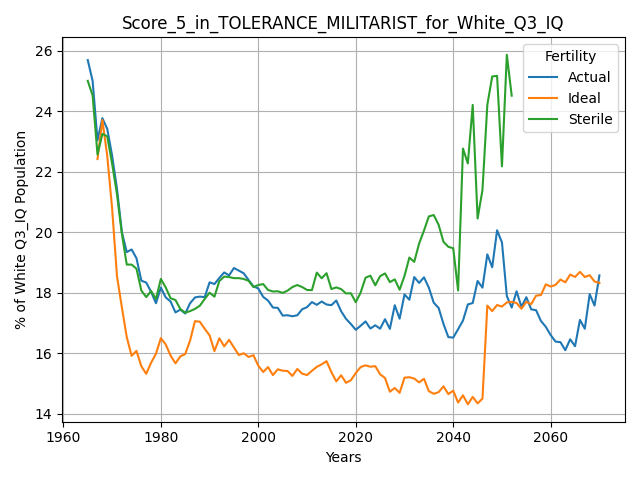 Score_5_in_TOLERANCE_MILITARIST_for_White_Q3_IQ
% of White Q3_IQ Population
26
24
22
20
18
16
14
Fertility
Actual
Ideal
Sterile
1960
1980
2000
2020
2040
2060
Years